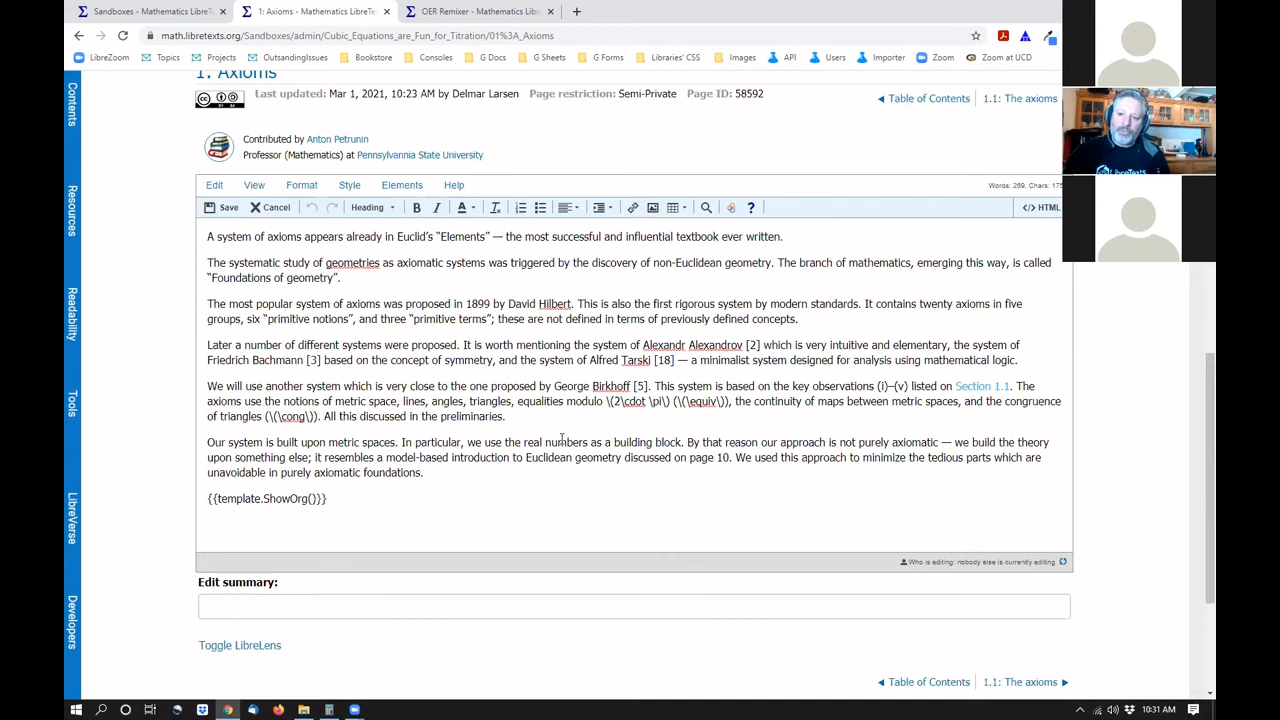 Sandboxes - Mathematics LibreT
1: Axioms - Mathematics LibreTe
OER Remixer - Mathematics Libr
math.libretexts.org/Sandboxes/admin/Cubic_Equations_are_Fun_for_Titration/01%3A_Axioms
LibreZoom Topics Projects OutsandingIssues Bookstore Consoles G Docs G Sheets G Forms Libraries' CSS Images API Users Importer Zoom Zoom at UCD
Contents
Resources
Readability
Tools
LibreVerse
Developers
1: Axioms
Last updated: Mar 1, 2021, 10:23 AM by Delmar Larsen Page restriction: Semi-Private Page ID: 58592
Table of Contents 1.1: The axioms
Contributed by Anton Petrunin
Professor (Mathematics) at Pennsylvania State University
Edit View Format Style Elements Help Words: 269, Chars: 175
Save Cancel Heading B I A HTML
A system of axioms appears already in Euclid's “Elements” — the most successful and influential textbook ever written.
The systematic study of geometries as axiomatic systems was triggered by the discovery of non-Euclidean geometry. The branch of mathematics, emerging this way, is called
“Foundations of geometry”.
The most popular system of axioms was proposed in 1899 by David Hilbert. This is also the first rigorous system by modern standards. It contains twenty axioms in five
groups, six “primitive notions”, and three “primitive terms”; these are not defined in terms of previously defined concepts.
Later a number of different systems were proposed. It is worth mentioning the system of Alexandr Alexandrov [2] which is very intuitive and elementary, the system of
Friedrich Bachmann [3] based on the concept of symmetry, and the system of Alfred Tarski [18] — a minimalist system designed for analysis using mathematical logic.
We will use another system which is very close to the one proposed by George Birkhoff [5]. This system is based on the key observations (i)–(v) listed on Section 1.1. The
axioms use the notions of metric space, lines, angles, triangles, equalities modulo \(2\cdot \pi\) (\(\equiv\)), the continuity of maps between metric spaces, and the congruence
of triangles (\(\cong\)). All this discussed in the preliminaries.
Our system is built upon metric spaces. In particular, we use the real numbers as a building block. By that reason our approach is not purely axiomatic — we build the theory
upon something else; it resembles a model-based introduction to Euclidean geometry discussed on page 10. We used this approach to minimize the tedious parts which are
unavoidable in purely axiomatic foundations.
{{template.ShowOrg()}}
Who is editing: nobody else is currently editing
Edit summary:
Toggle LibreLens
Table of Contents 1.1: The axioms
10:31 AM